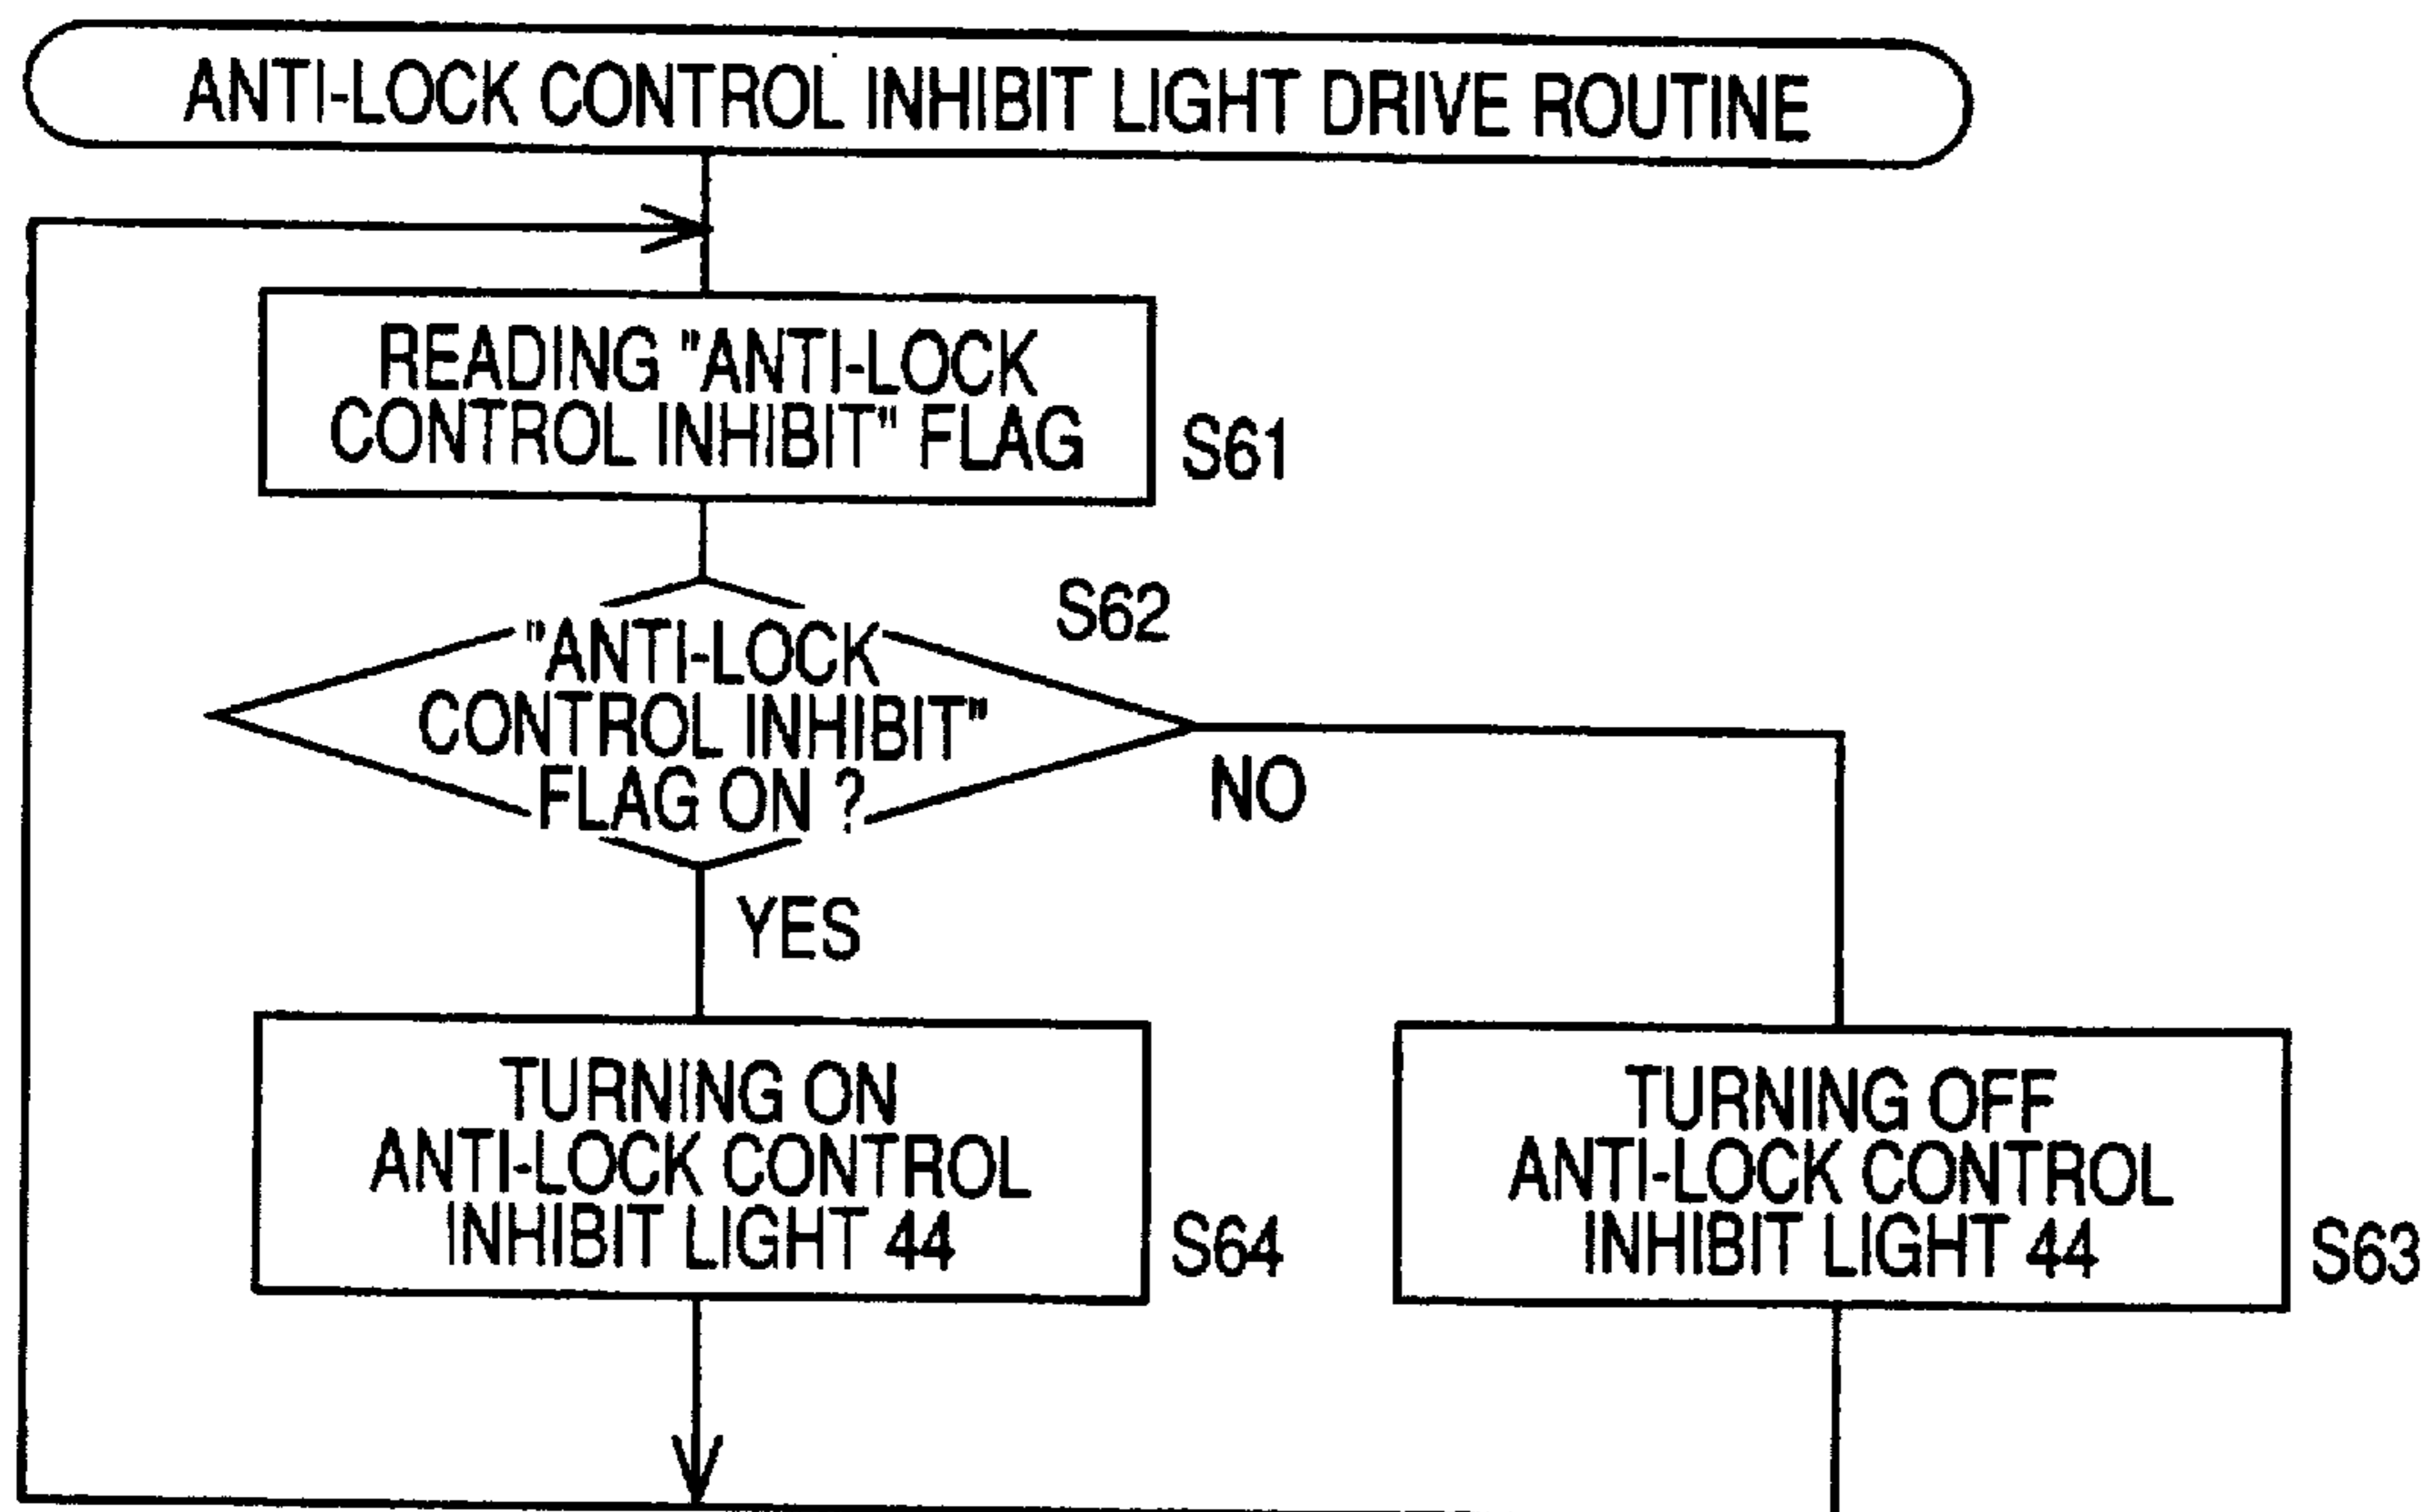 ANTI-LOCK CONTROL INHIBIT LIGHT DRIVE ROUTINE
READING "ANTI-LOCK
CONTROL INHIBIT" FLAG
S61
S62
"ANTI-LOCK
CONTROL INHIBIT"
FLAG ON ?
NO
YES
TURNING ON
ANTI-LOCK CONTROL
INHIBIT LIGHT 44
S64
TURNING OFF
ANTI-LOCK CONTROL
INHIBIT LIGHT 44
S63